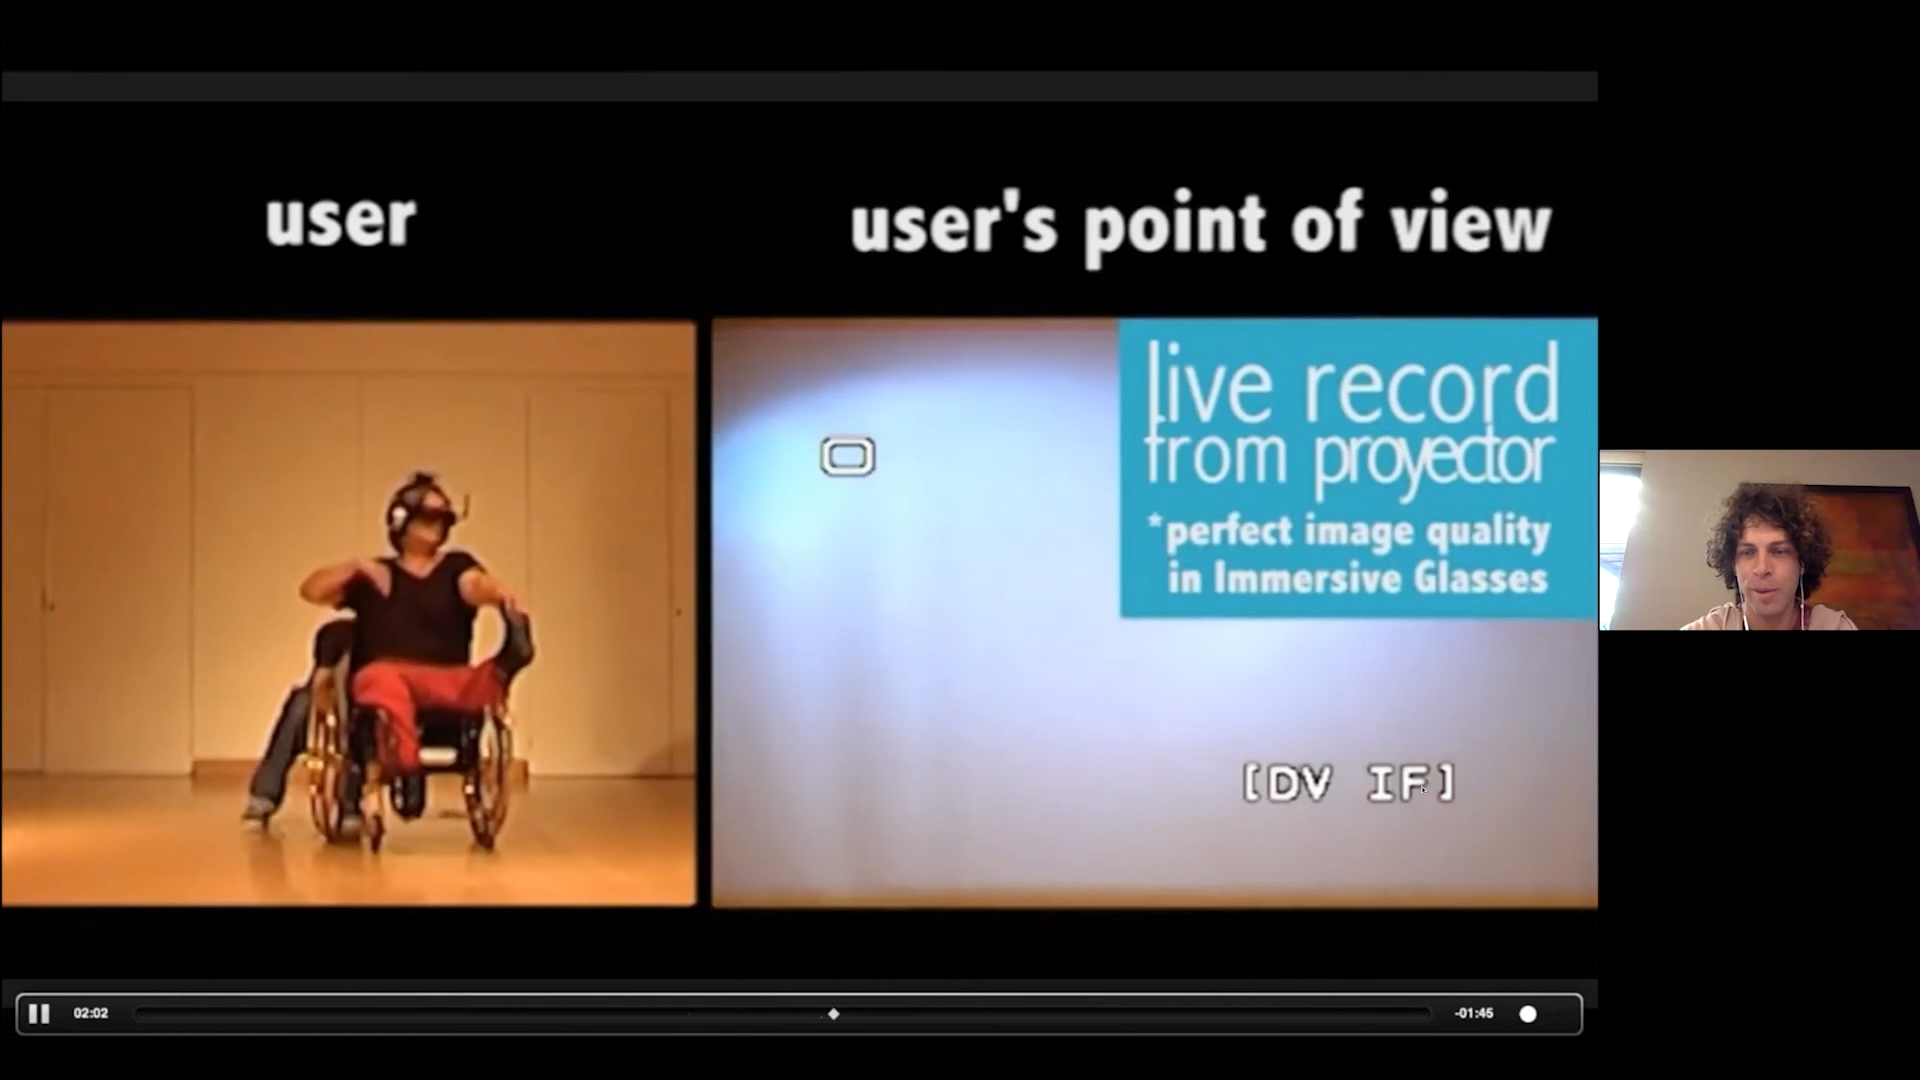 user
user's point of view
live record
from proyector
*perfect image quality
in Immersive Glasses
[DV IF]
02:02
-01:45